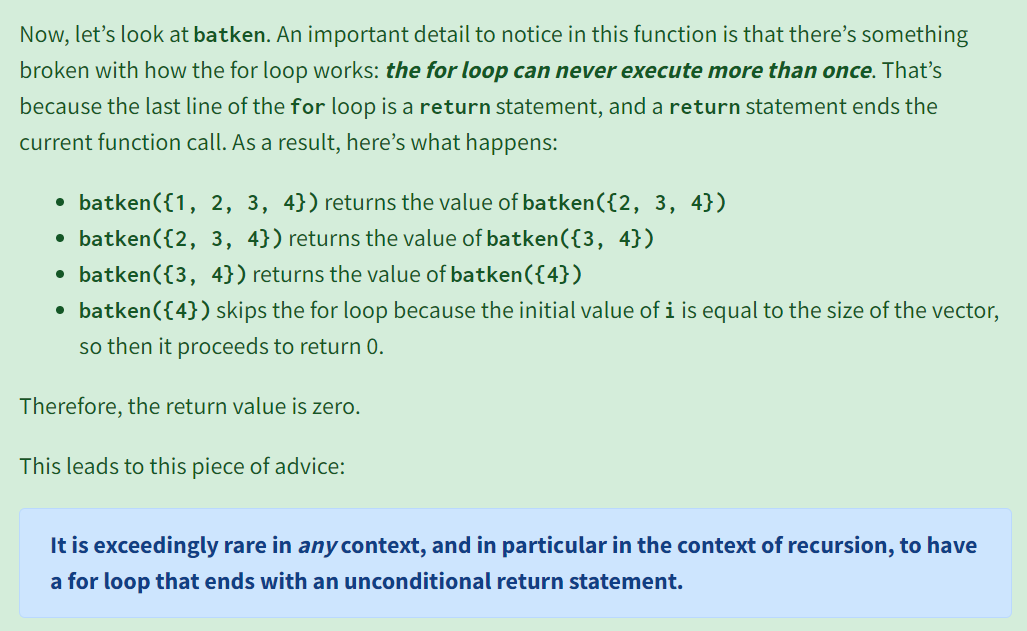 Now, let’s look at batken. An important detail to notice in this function is that there’s something
broken with how the for loop works: the for loop can never execute more than once. That’s
because the last line of the for loop is a return statement, and a return statement ends the
current function call. As a result, here’s what happens:
• batken({1, 2, 3, 4}) returns the value of batken({2, 3, 4})
• batken({2, 3, 4}) returns the value of batken({3, 4})
• batken({3, 4}) returns the value of batken({4})
• batken({4}) skips the for loop because the initial value of i is equal to the size of the vector,
so then it proceeds to return 0.
Therefore, the return value is zero.
This leads to this piece of advice:
It is exceedingly rare in any context, and in particular in the context of recursion, to have
a for loop that ends with an unconditional return statement.